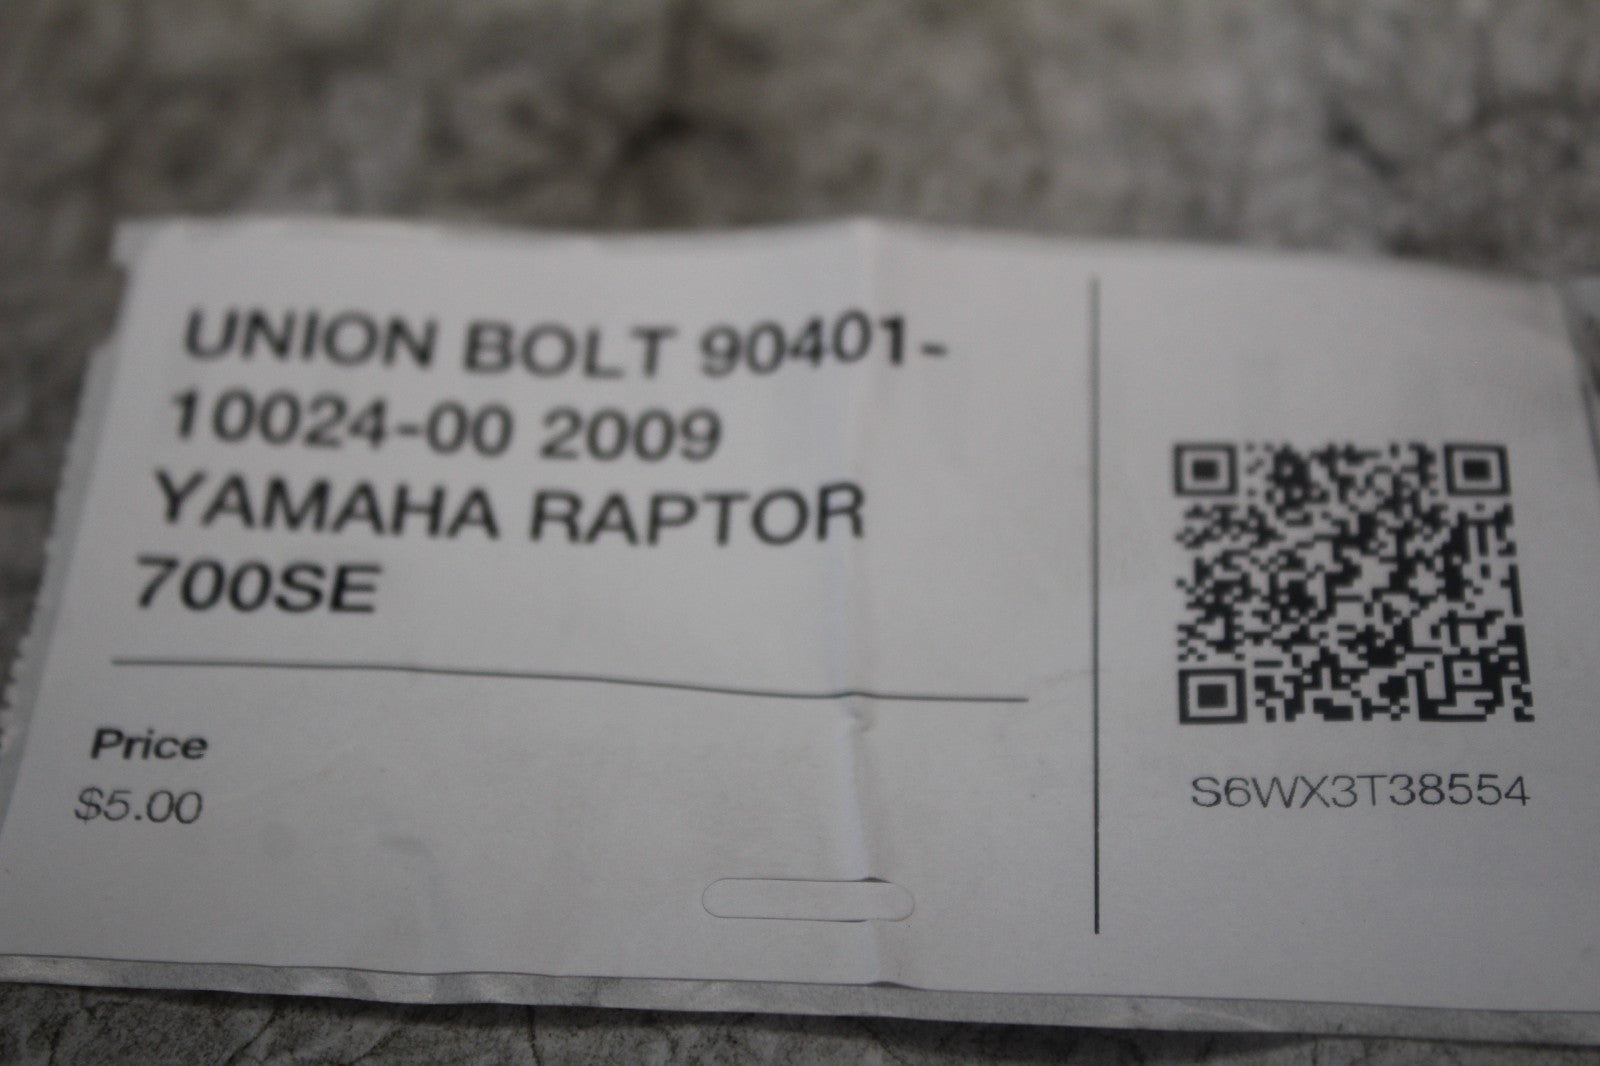 UNION BOLT 90401-
10024-00 2009
YAMAHA RAPTOR
700SE
Price
$5.00
S6WX3T38554